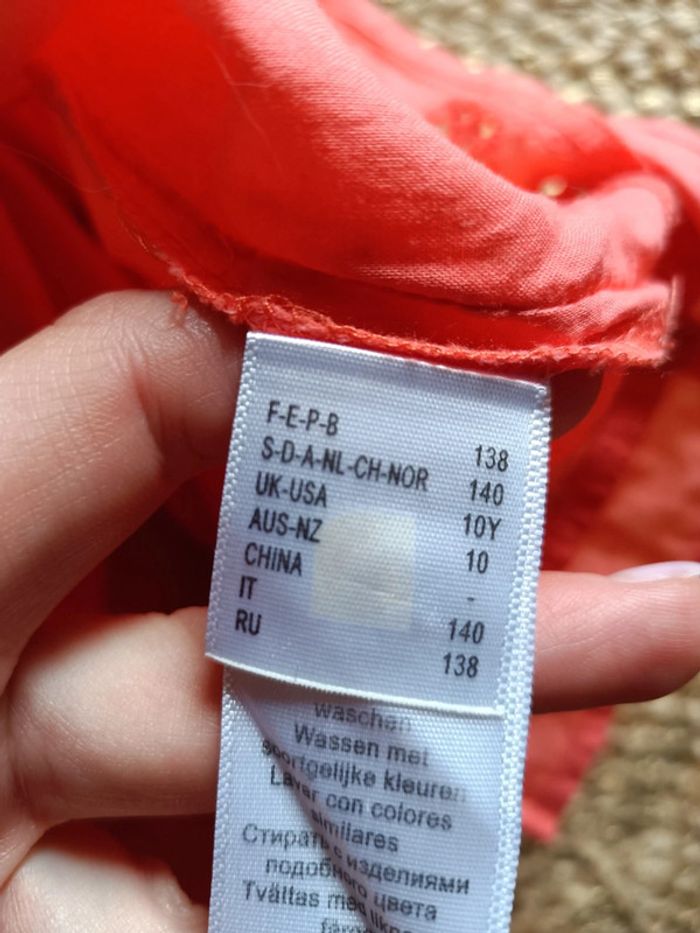 F-E-P-B 138
S-D-A-NL-CH-NOR 140
UK-USA 10Y
AUS-NZ 10
CHINA -
IT 140
RU 138
waschen
Wassen met
soortgelijke kleuren
Lavar con colores
similares
Стирать с изделиями
подобного цвета
Tvättas med